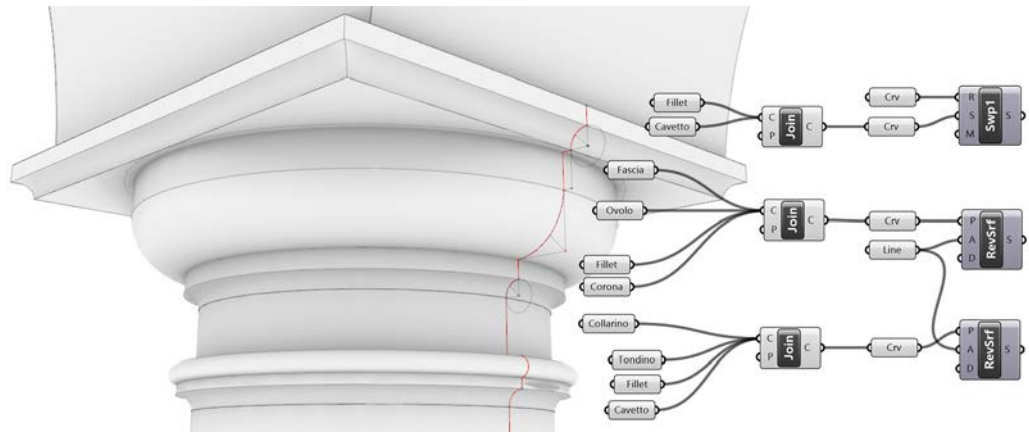 Fillet
Cavetto
C
P
Join
C
Crv
Crv
R
S
M
Swp1
S
Fascia
Ovolo
Fillet
Corona
C
P
Join
C
Crv
Line
P
A
D
RevSrf
S
Collarino
Tondino
Fillet
Cavetto
C
P
Join
C
Crv
P
A
D
RevSrf
S